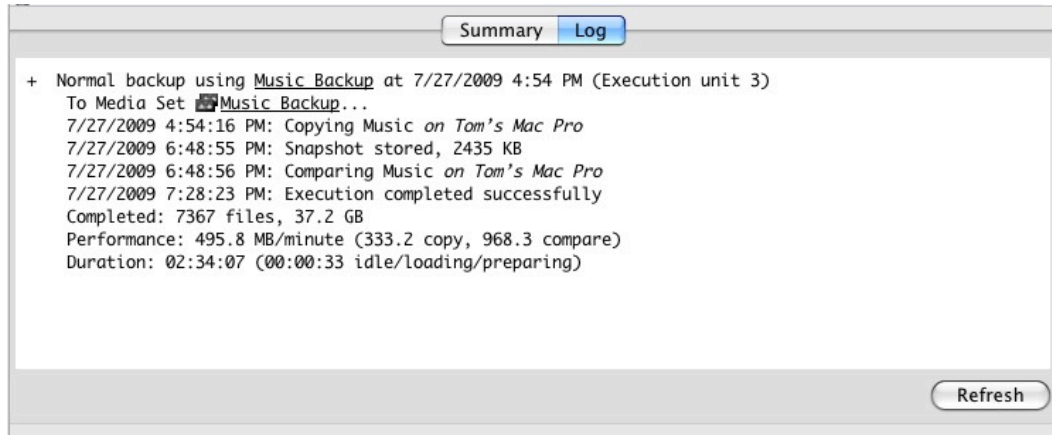 Summary Log
+ Normal backup using Music Backup at 7/27/2009 4:54 PM (Execution unit 3)
To Media Set Music Backup...
7/27/2009 4:54:16 PM: Copying Music on Tom's Mac Pro
7/27/2009 6:48:55 PM: Snapshot stored, 2435 KB
7/27/2009 6:48:56 PM: Comparing Music on Tom's Mac Pro
7/27/2009 7:28:23 PM: Execution completed successfully
Completed: 7367 files, 37.2 GB
Performance: 495.8 MB/minute (333.2 copy, 968.3 compare)
Duration: 02:34:07 (00:00:33 idle/loading/preparing)
Refresh